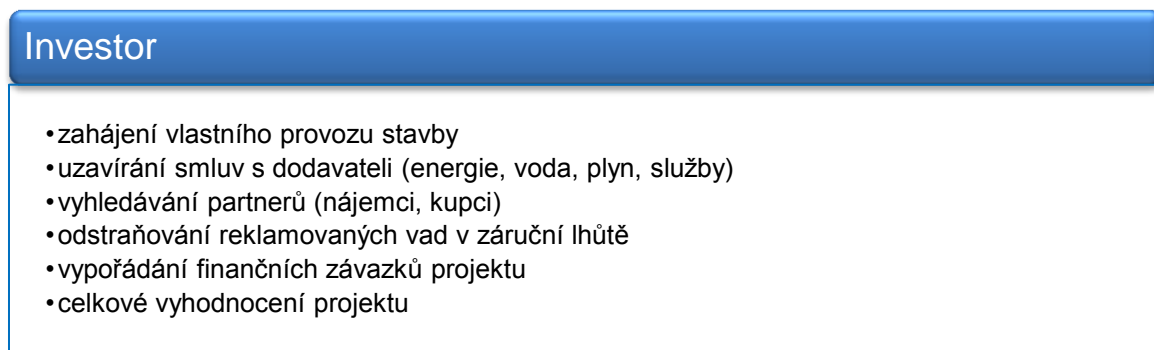 Investor
•zahájení vlastního provozu stavby
•uzavírání smluv s dodavateli (energie, voda, plyn, služby)
•vyhledávání partnerů (nájemci, kupci)
•odstraňování reklamovaných vad v záruční lhůtě
•vypořádání finančních závazků projektu
•celkové vyhodnocení projektu